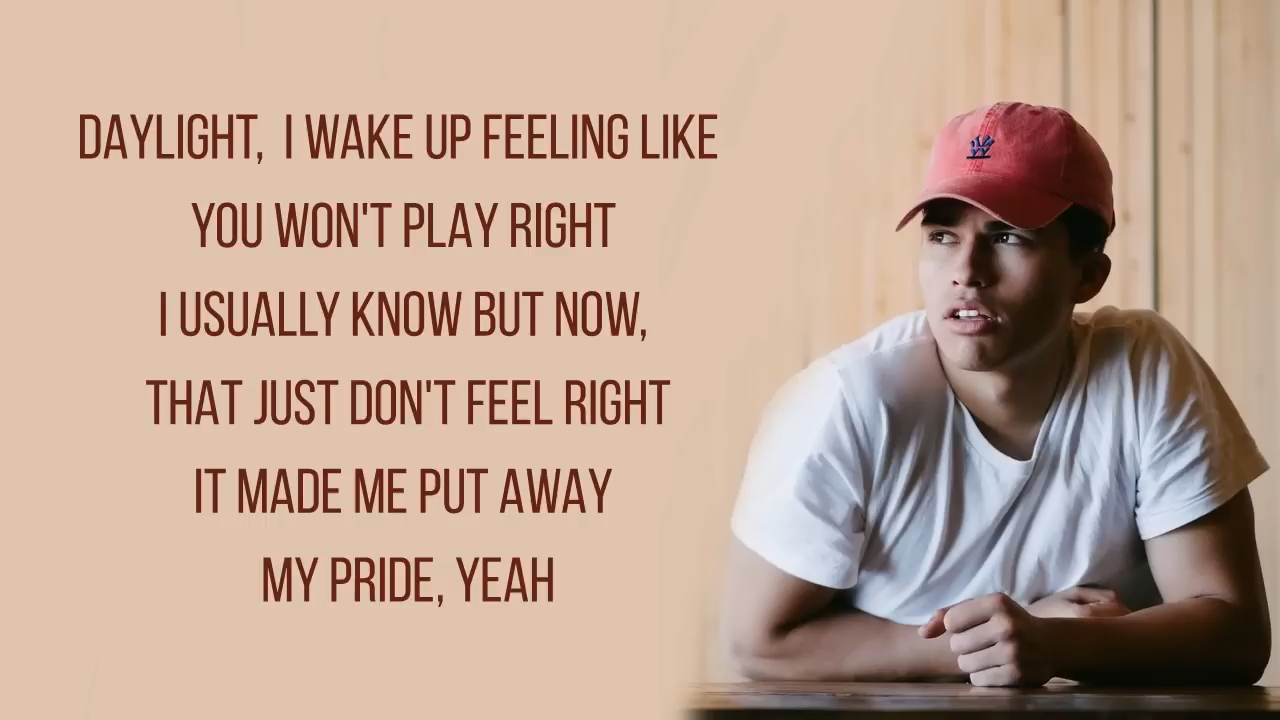 DAYLIGHT, I WAKE UP FEELING LIKE
YOU WON'T PLAY RIGHT
I USUALLY KNOW BUT NOW,
THAT JUST DON'T FEEL RIGHT
IT MADE ME PUT AWAY
MY PRIDE, YEAH